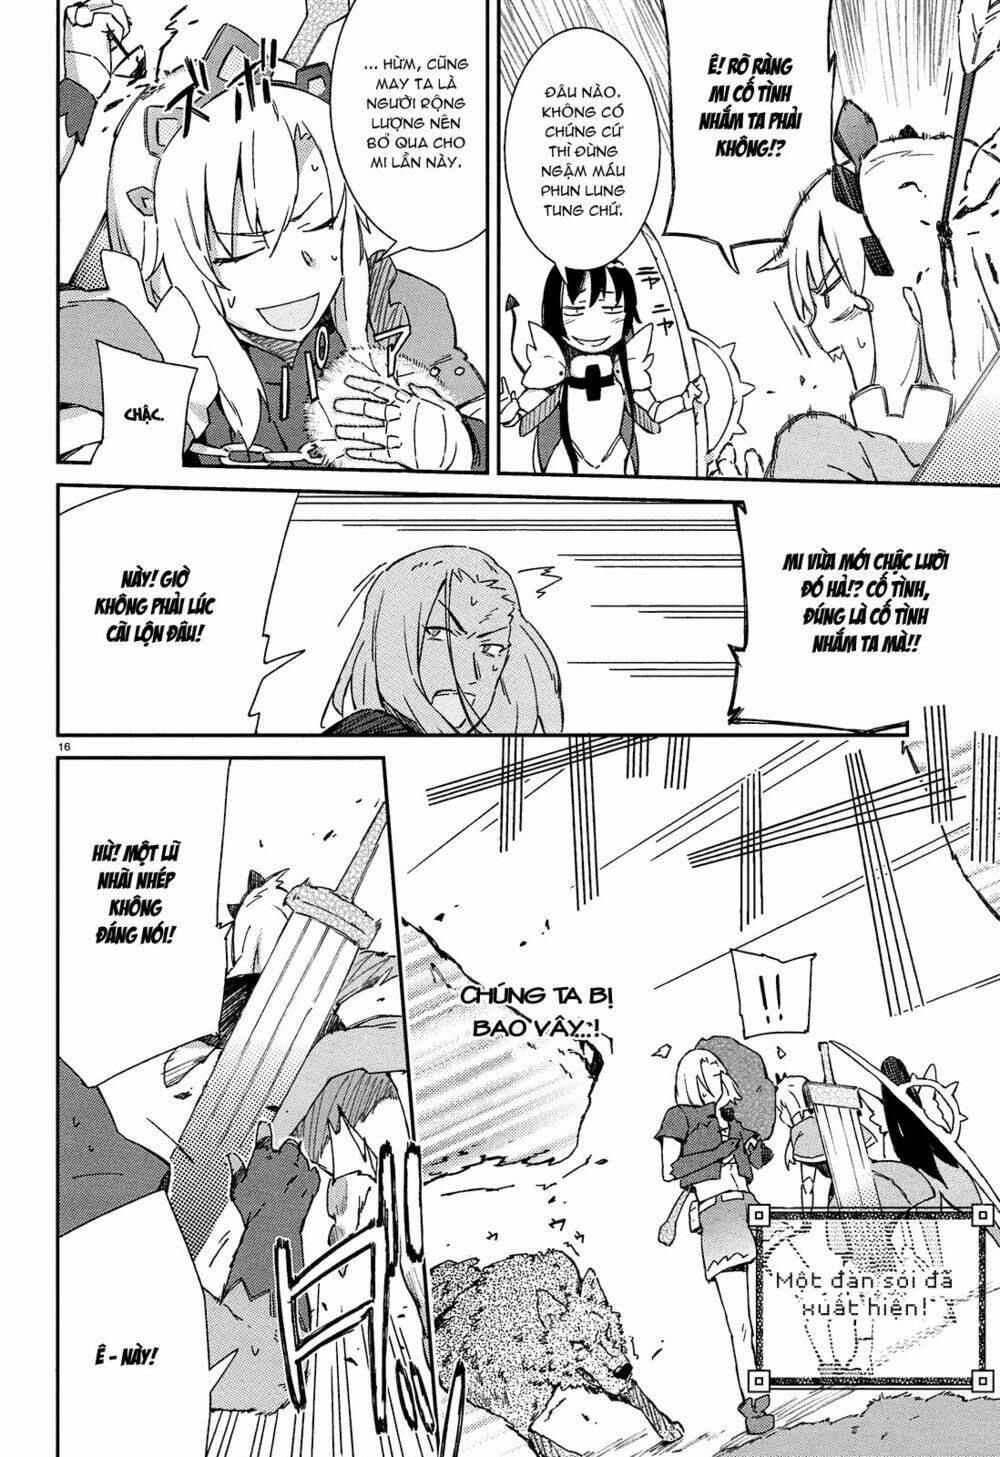 Ê! RÕ RÀNG
MI CỐ TÌNH
NHẮM TA PHẢI
KHÔNG!?
ĐÂU NÀO.
KHÔNG CÓ
CHỨNG CỨ
THÌ ĐỪNG
NGẬM MÁU
PHUN LUNG
TUNG CHỨ.
... HỪM, CŨNG
MAY TA LÀ
NGƯỜI RỘNG
LƯỢNG NÊN
BỎ QUA CHO
MI LẦN NÀY.
CHẬC.
MI VỪA MỚI CHẬC LƯỠI
ĐÓ HẢ!? CỐ TÌNH,
ĐÚNG LÀ CỐ TÌNH
NHẮM TA MÀ!!
NÀY! GIỜ
KHÔNG PHẢI LÚC
CÃI LỘN ĐÂU!
16
CHÚNG TA BỊ
BAO VÂY...!
!!
Một đàn sói đã
xuất hiện!
HỪ! MỘT LŨ
NHÃI NHÉP
KHÔNG
ĐÁNG NÓI!
Ê - NÀY!